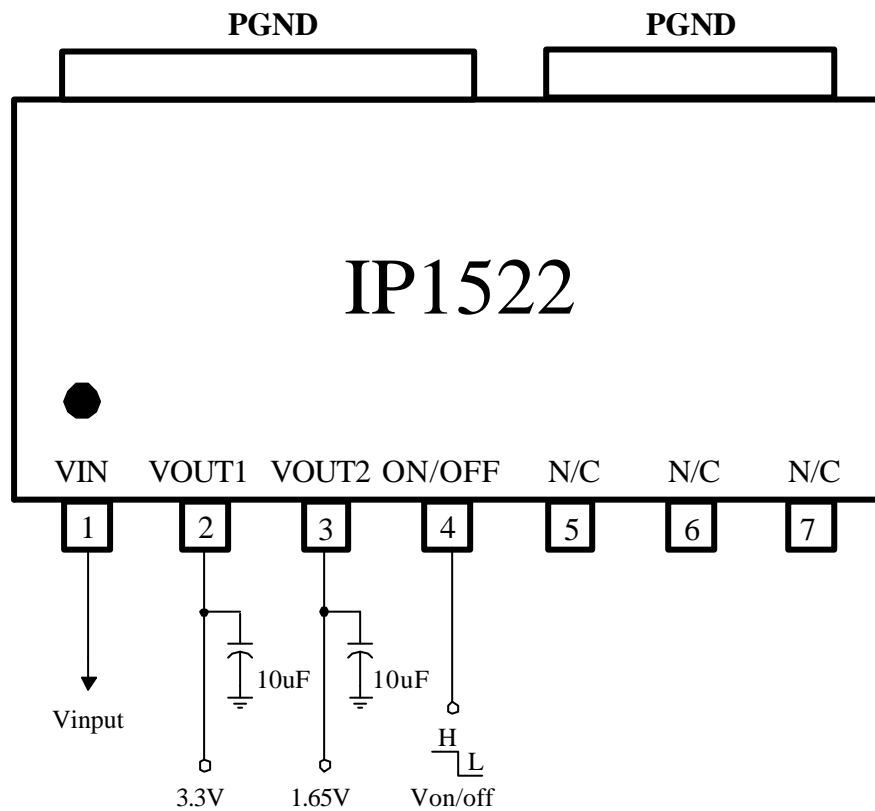 PGND PGND
IP1522
VIN VOUT1 VOUT2 ON/OFF N/C N/C N/C
1 2 3 4 5 6 7
10uF 10uF
Vinput
H
L
3.3V 1.65V Von/off